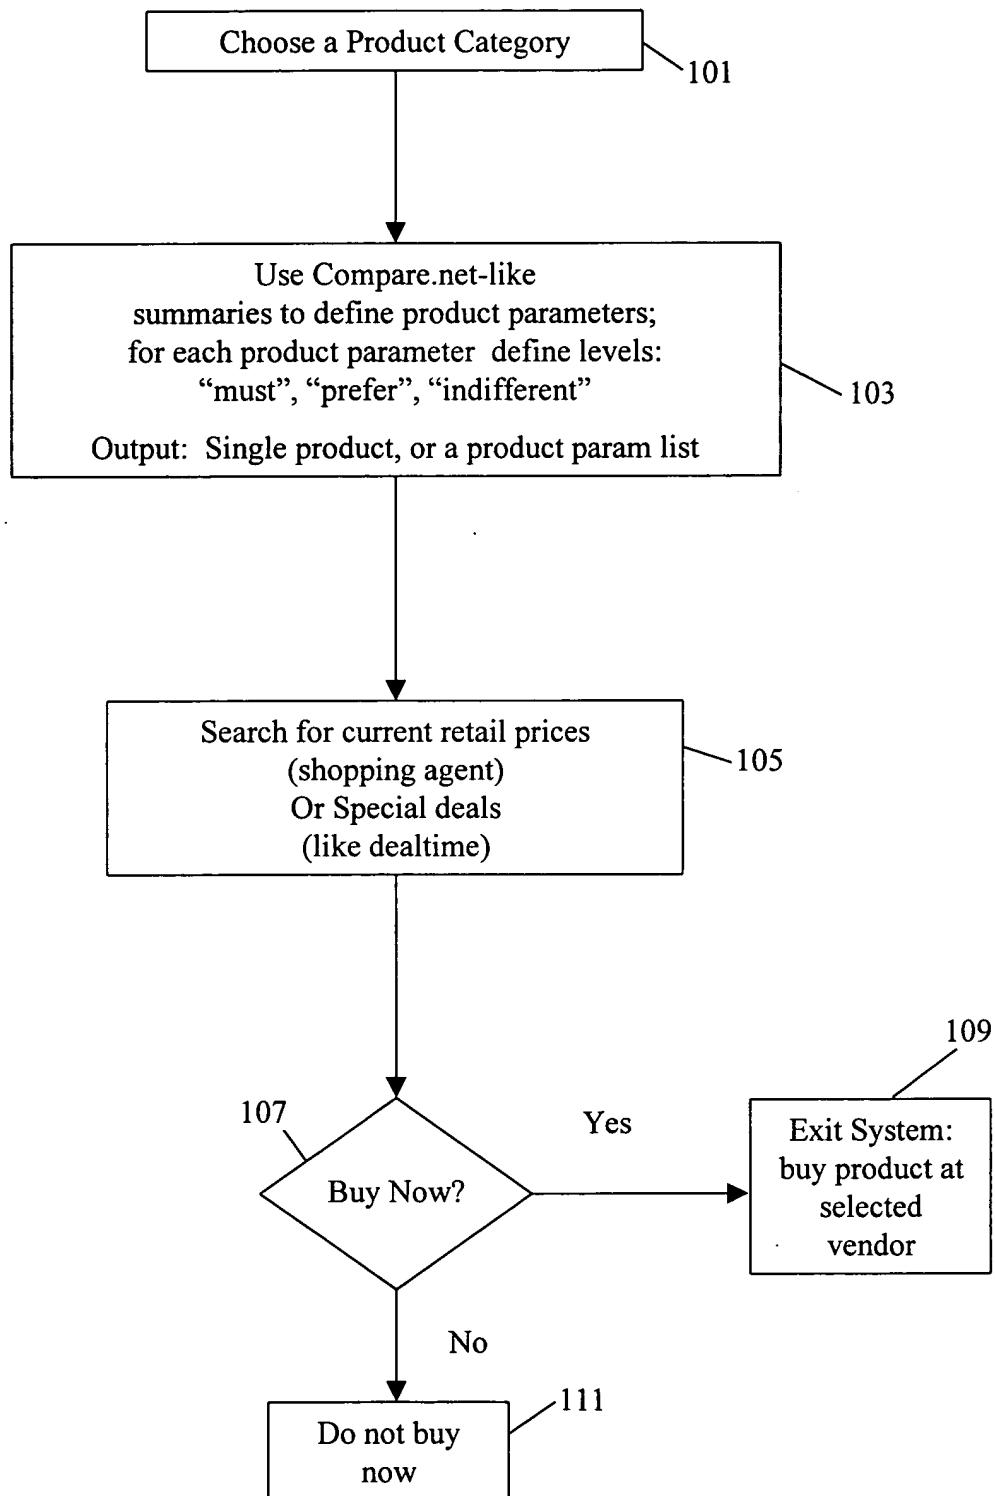 Choose a Product Category
101
Use Compare.net-like
summaries to define product parameters;
for each product parameter define levels:
“must”, “prefer”, “indifferent”
Output: Single product, or a product param list
103
Search for current retail prices
(shopping agent)
Or Special deals
(like dealtime)
105
107
Buy Now?
Yes
109
Exit System:
buy product at
selected
vendor
No
111
Do not buy
now